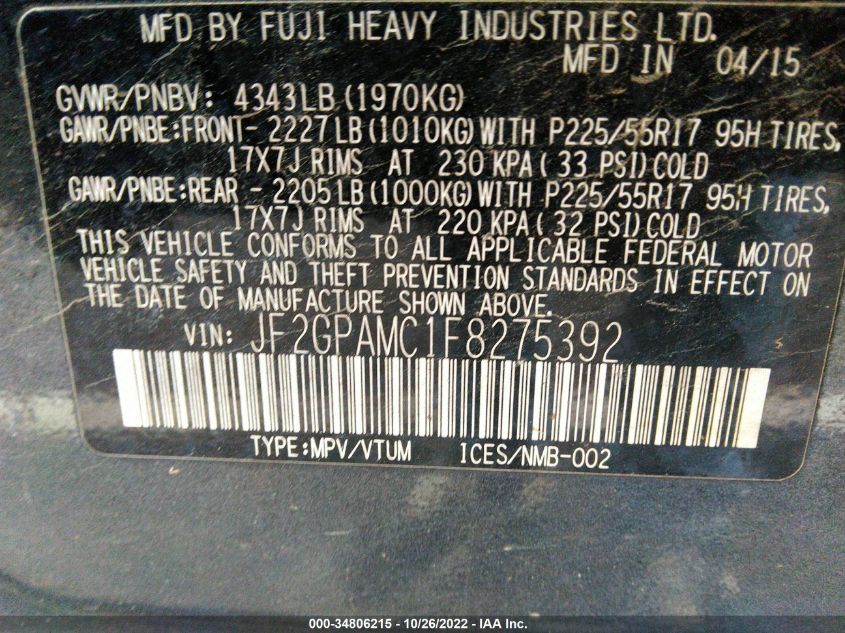 MFD BY FUJI HEAVY INDUSTRIES LTD.
MFD IN 04/15
GVWR/PNBV: 4343LB (1970KG)
GAWR/PNBE:FRONT- 2227LB(1010KG)WITH P225/55R17 95H TIRES,
17X7J RIMS AT 230 KPA( 33 PSI)COLD
GAWR/PNBE:REAR - 2205LB(1000KG)WITH P225/55R17 95H TIRES,
17X7J RIMS AT 220 KPA( 32 PSI)COLD
THIS VEHICLE CONFORMS TO ALL APPLICABLE FEDERAL MOTOR
VEHICLE SAFETY AND THEFT PREVENTION STANDARDS IN EFFECT ON
THE DATE OF MANUFACTURE SHOWN ABOVE.
VIN: JF2GPAMC1F8275392
TYPE:MPV/VTUM ICES/NMB-002
000-34806215 - 10/26/2022 - IAA Inc.